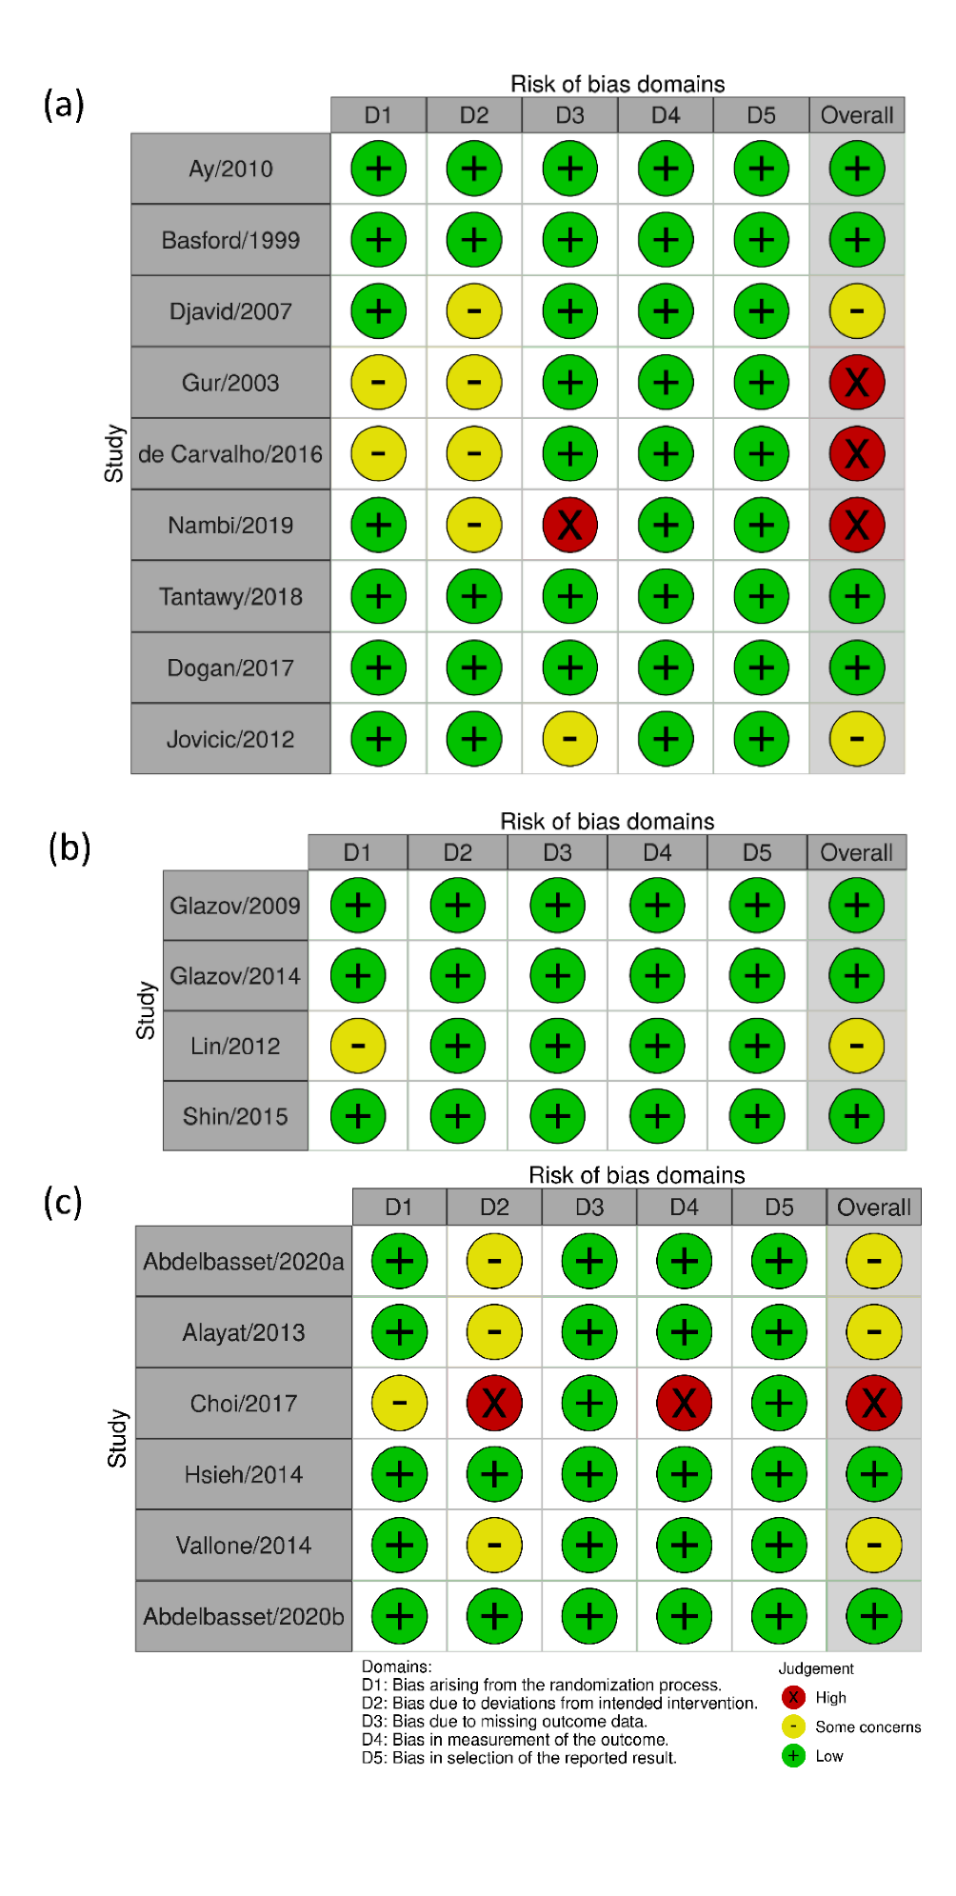 (a)
Risk of bias domains
D1 D2 D3 D4 D5 Overall
Study
Ay/2010 + + + + + +
Basford/1999 + + + + + +
Djavid/2007 + - + + + -
Gur/2003 - - + + + X
de Carvalho/2016 - - + + + X
Nambi/2019 + - X + + X
Tantawy/2018 + + + + + +
Dogan/2017 + + + + + +
Jovicic/2012 + + - + + -
(b)
Risk of bias domains
D1 D2 D3 D4 D5 Overall
Study
Glazov/2009 + + + + + +
Glazov/2014 + + + + + +
Lin/2012 - + + + + -
Shin/2015 + + + + + +
(c)
Risk of bias domains
D1 D2 D3 D4 D5 Overall
Study
Abdelbasset/2020a + - + + + -
Alayat/2013 + - + + + -
Choi/2017 - X + X + X
Hsieh/2014 + + + + + +
Vallone/2014 + - + + + -
Abdelbasset/2020b + + + + + +
Domains:
D1: Bias arising from the randomization process.
D2: Bias due to deviations from intended intervention.
D3: Bias due to missing outcome data.
D4: Bias in measurement of the outcome.
D5: Bias in selection of the reported result.
Judgement
X High
- Some concerns
+ Low